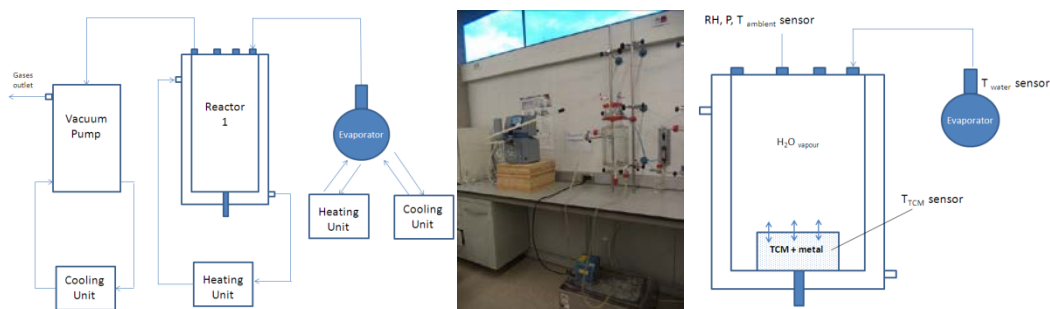 Gases
outlet
Vacuum
Pump
Cooling
Unit
Reactor
1
Heating
Unit
Evaporator
Heating
Unit
Cooling
Unit
RH, P, T ambient sensor
T water sensor
Evaporator
H₂O vapour
T TCM sensor
TCM + metal